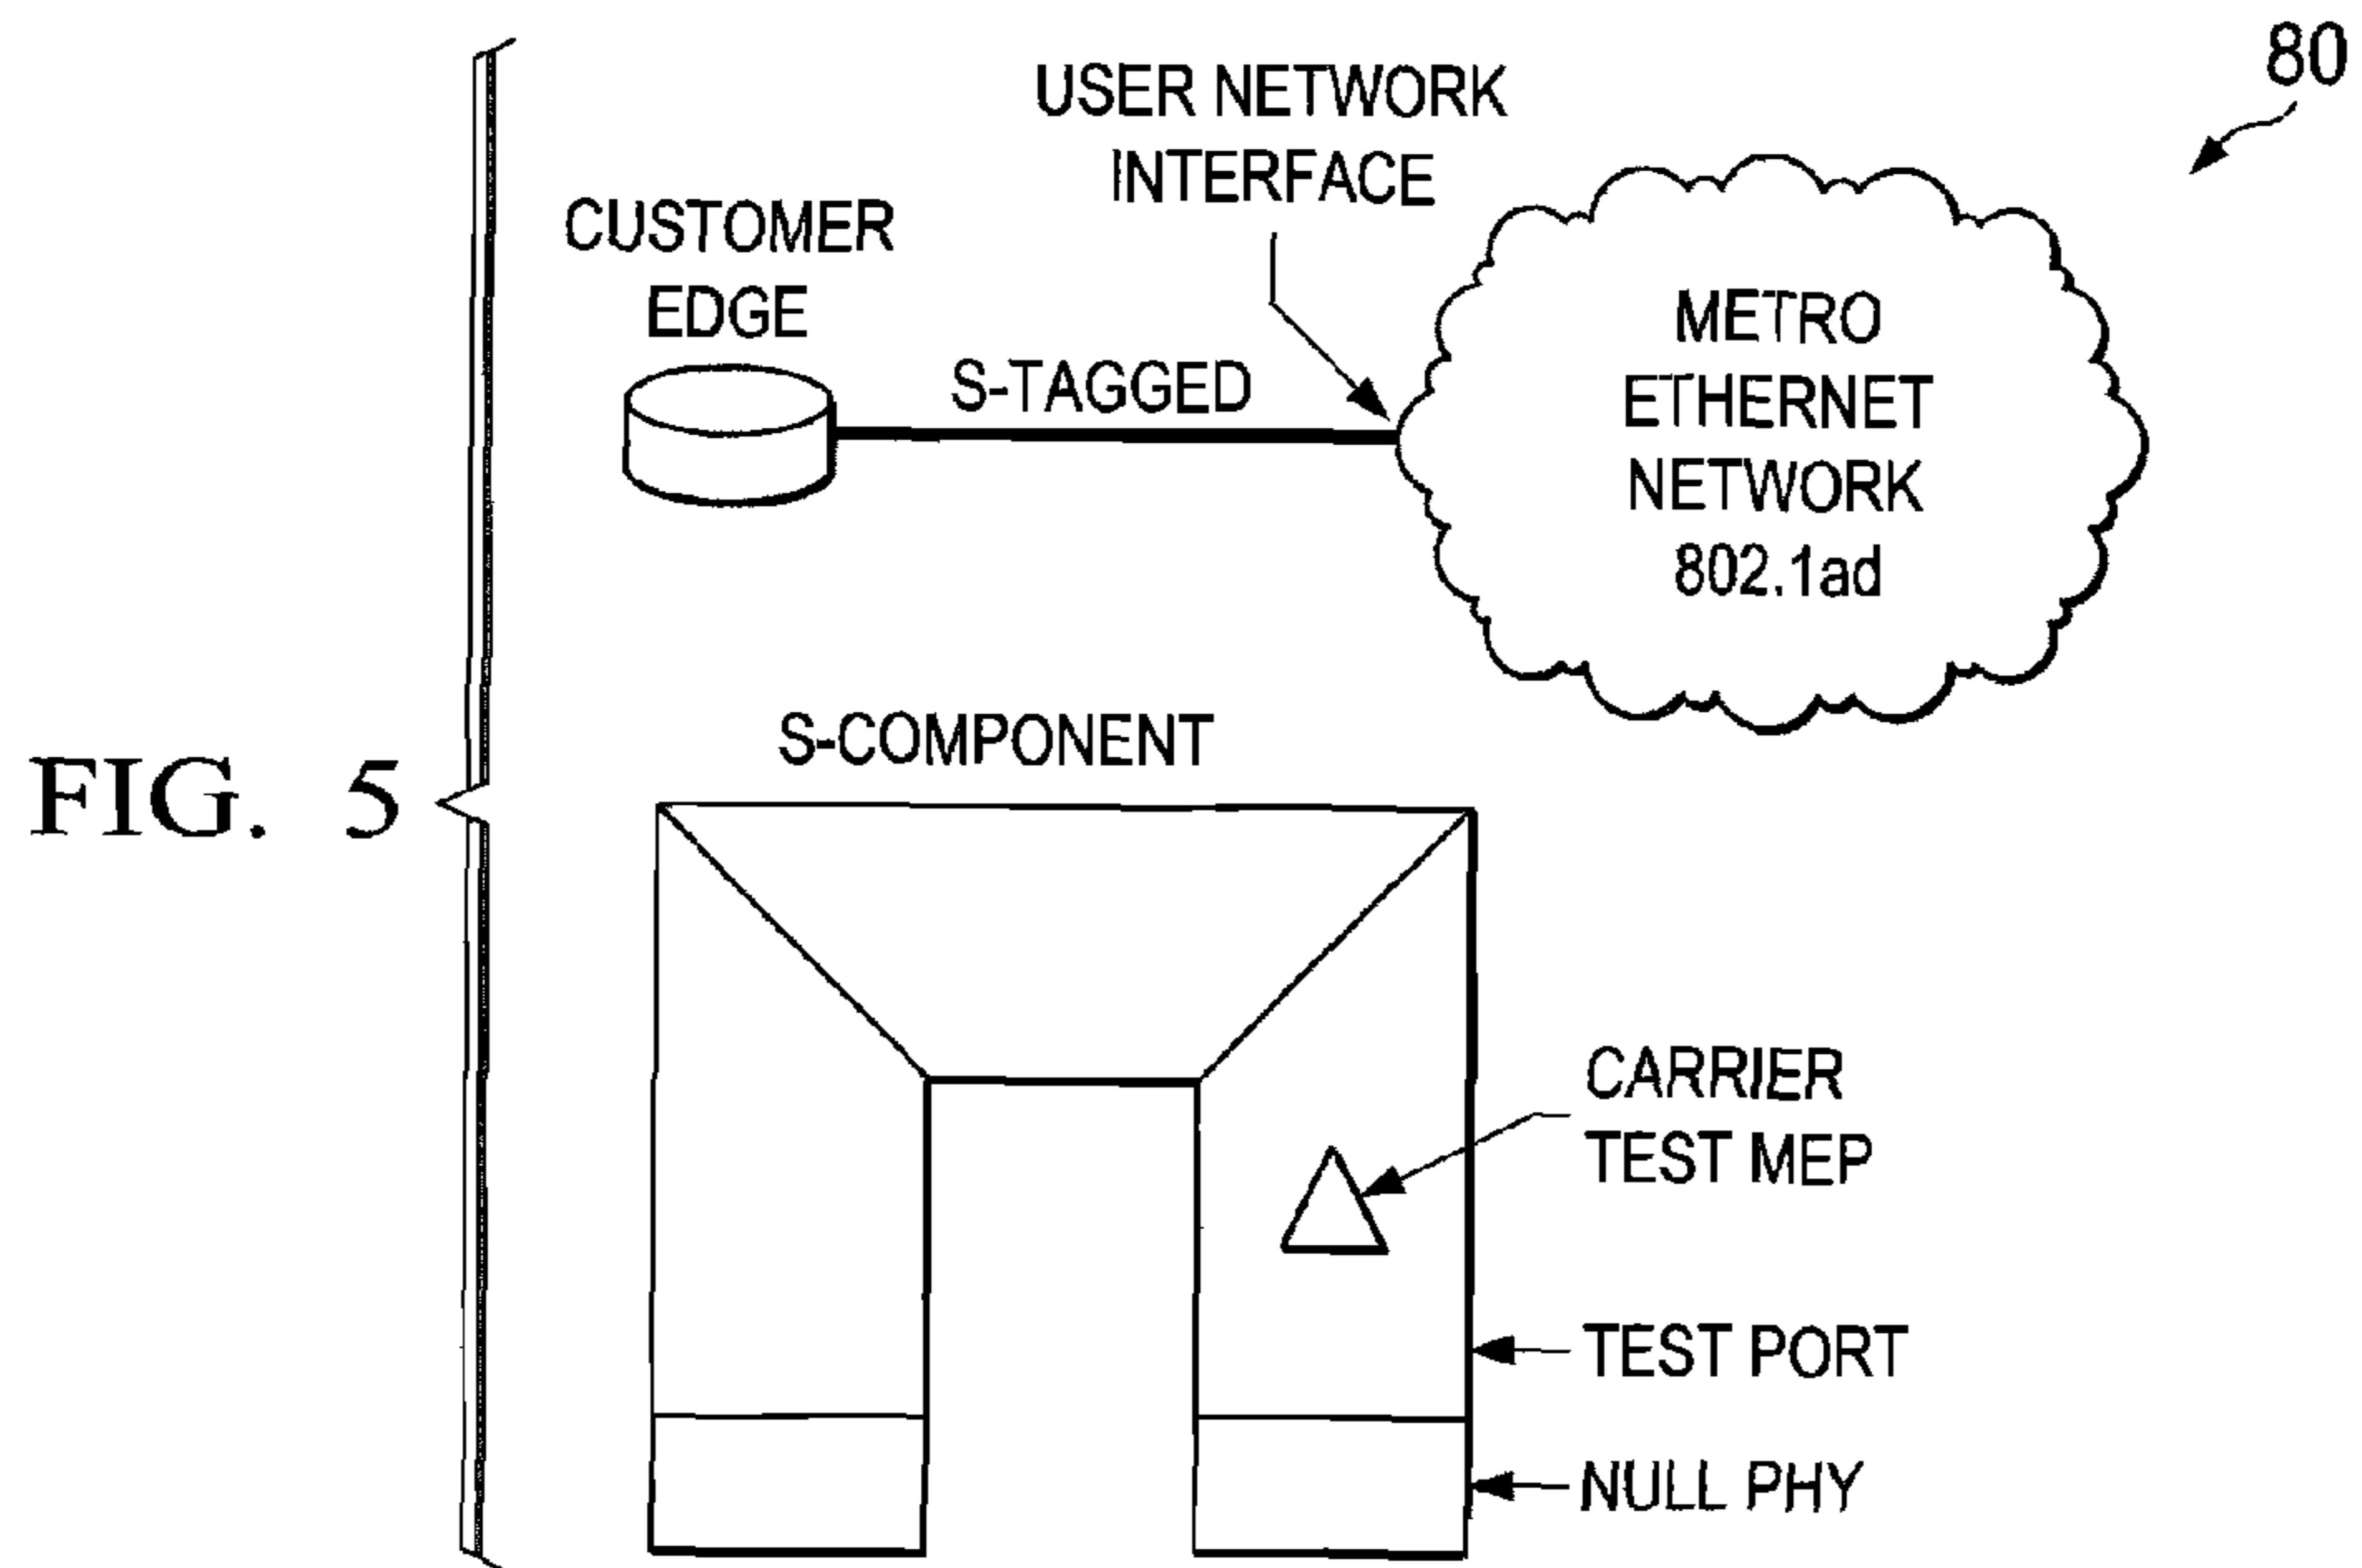 80
USER NETWORK
INTERFACE
CUSTOMER
EDGE
S-TAGGED
METRO
ETHERNET
NETWORK
802.1ad
S-COMPONENT
FIG. 5
CARRIER
TEST MEP
TEST PORT
NULL PHY